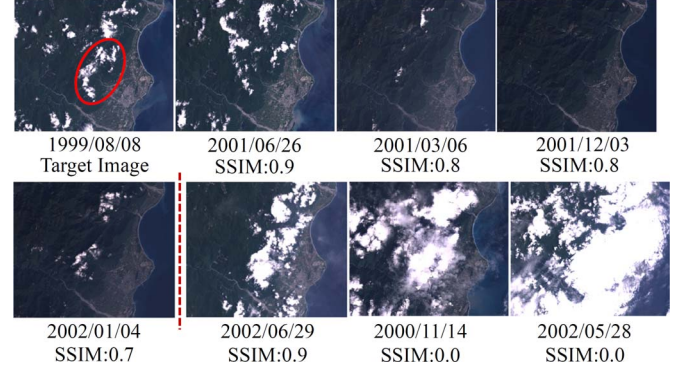 1999/08/08 2001/06/26 2001/03/06 2001/12/03
Target Image SSIM:0.9 SSIM:0.8 SSIM:0.8
2002/01/04 2002/06/29 2000/11/14 2002/05/28
SSIM:0.7 SSIM:0.9 SSIM:0.0 SSIM:0.0